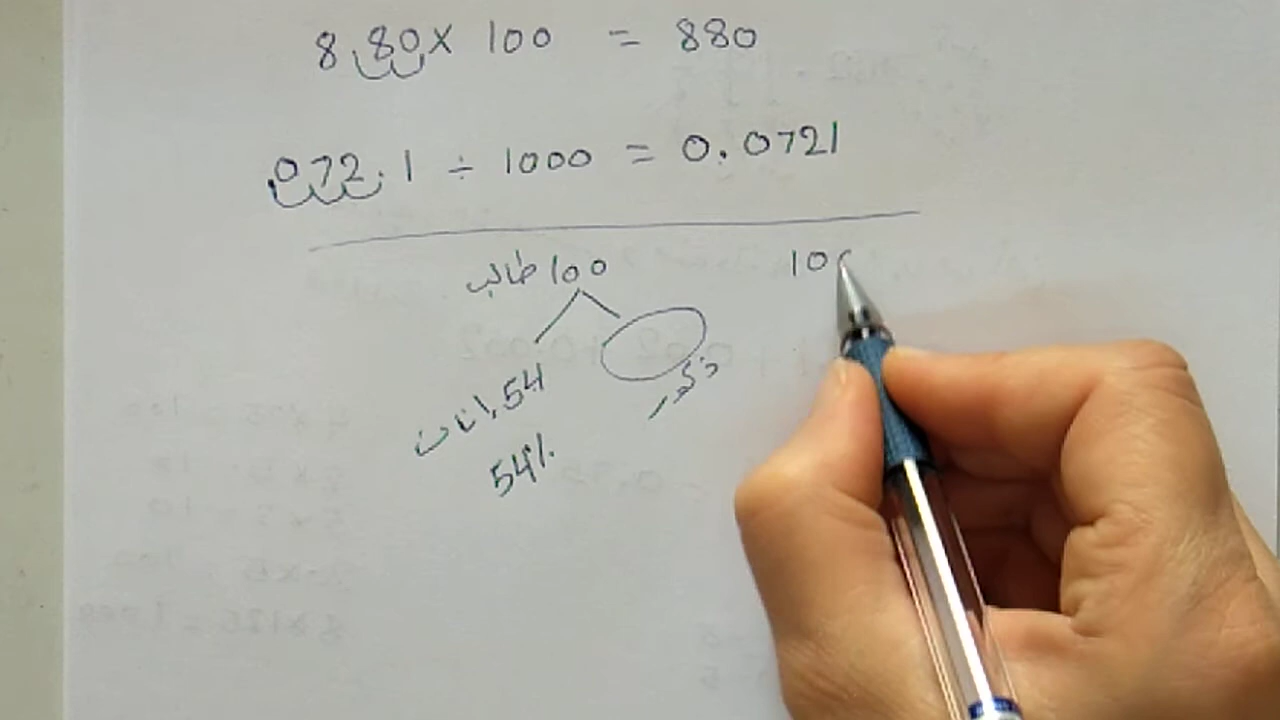 8.80 × 100 = 880
.072.1 ÷ 1000 = 0.0721
100 طالب
100
54 اناث
ذكور
54%